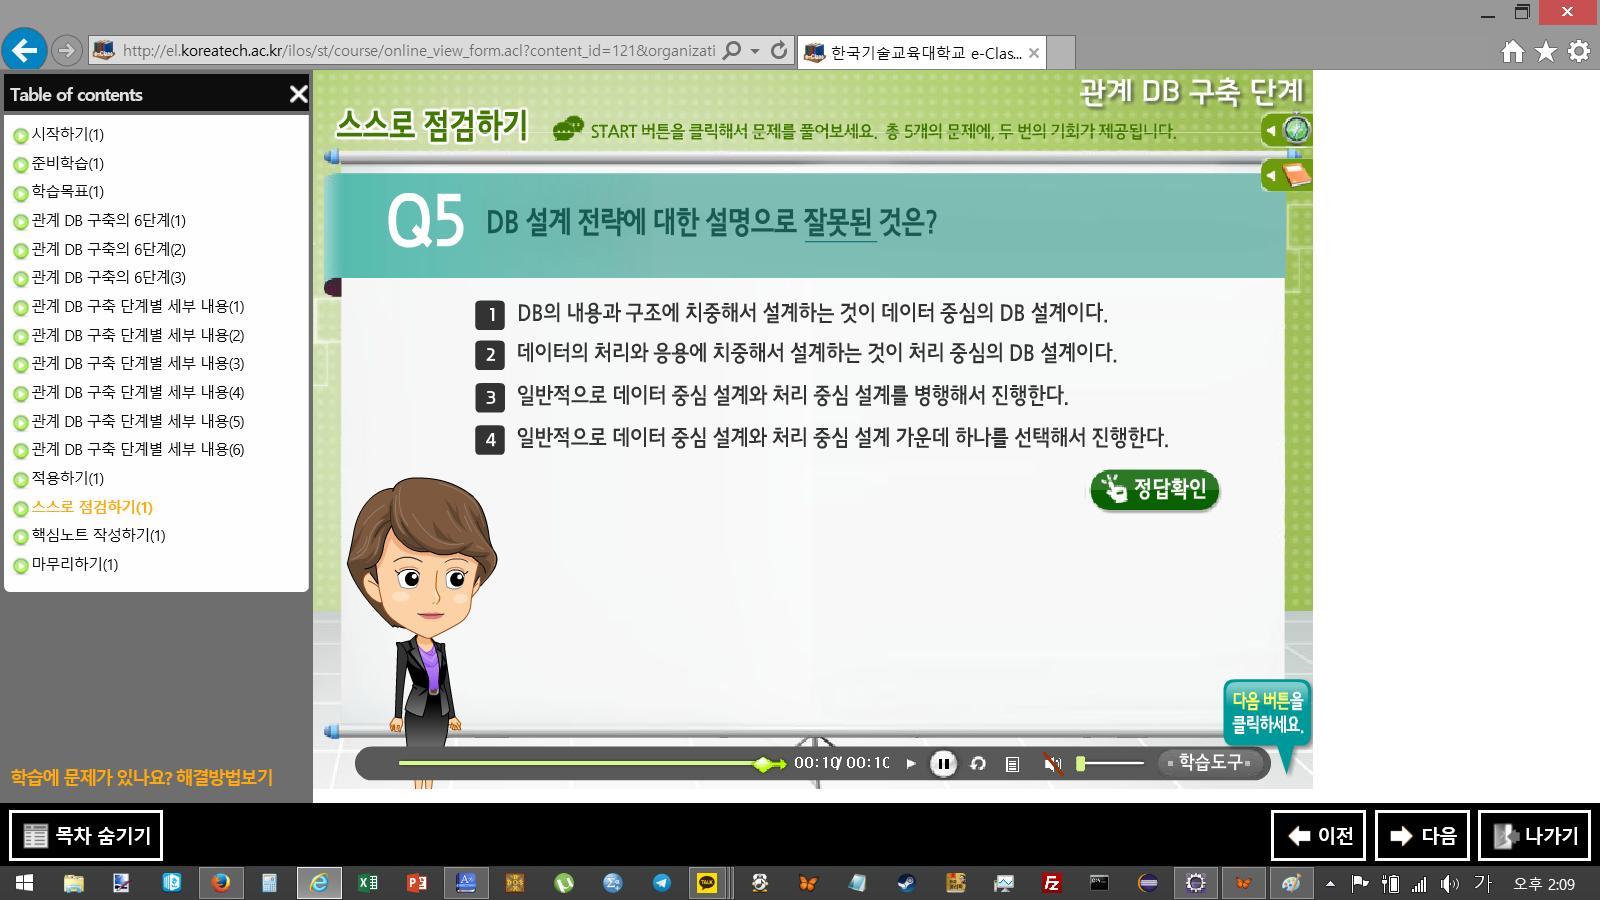 http://el.koreatech.ac.kr/ilos/st/course/online_view_form.acl?content_id=121&organizati
한국기술교육대학교 e-Clas...
Table of contents
시작하기(1)
준비학습(1)
학습목표(1)
관계 DB 구축의 6단계(1)
관계 DB 구축의 6단계(2)
관계 DB 구축의 6단계(3)
관계 DB 구축 단계별 세부 내용(1)
관계 DB 구축 단계별 세부 내용(2)
관계 DB 구축 단계별 세부 내용(3)
관계 DB 구축 단계별 세부 내용(4)
관계 DB 구축 단계별 세부 내용(5)
관계 DB 구축 단계별 세부 내용(6)
적용하기(1)
스스로 점검하기(1)
핵심노트 작성하기(1)
마무리하기(1)
학습에 문제가 있나요? 해결방법보기
관계 DB 구축 단계
스스로 점검하기
START 버튼을 클릭해서 문제를 풀어보세요. 총 5개의 문제에, 두 번의 기회가 제공됩니다.
Q5 DB 설계 전략에 대한 설명으로 잘못된 것은?
1 DB의 내용과 구조에 치중해서 설계하는 것이 데이터 중심의 DB 설계이다.
2 데이터의 처리와 응용에 치중해서 설계하는 것이 처리 중심의 DB 설계이다.
3 일반적으로 데이터 중심 설계와 처리 중심 설계를 병행해서 진행한다.
4 일반적으로 데이터 중심 설계와 처리 중심 설계 가운데 하나를 선택해서 진행한다.
정답확인
다음 버튼을
클릭하세요.
00:10/00:10
학습도구
목차 숨기기
이전
다음
나가기
TALK
가
오후 2:09